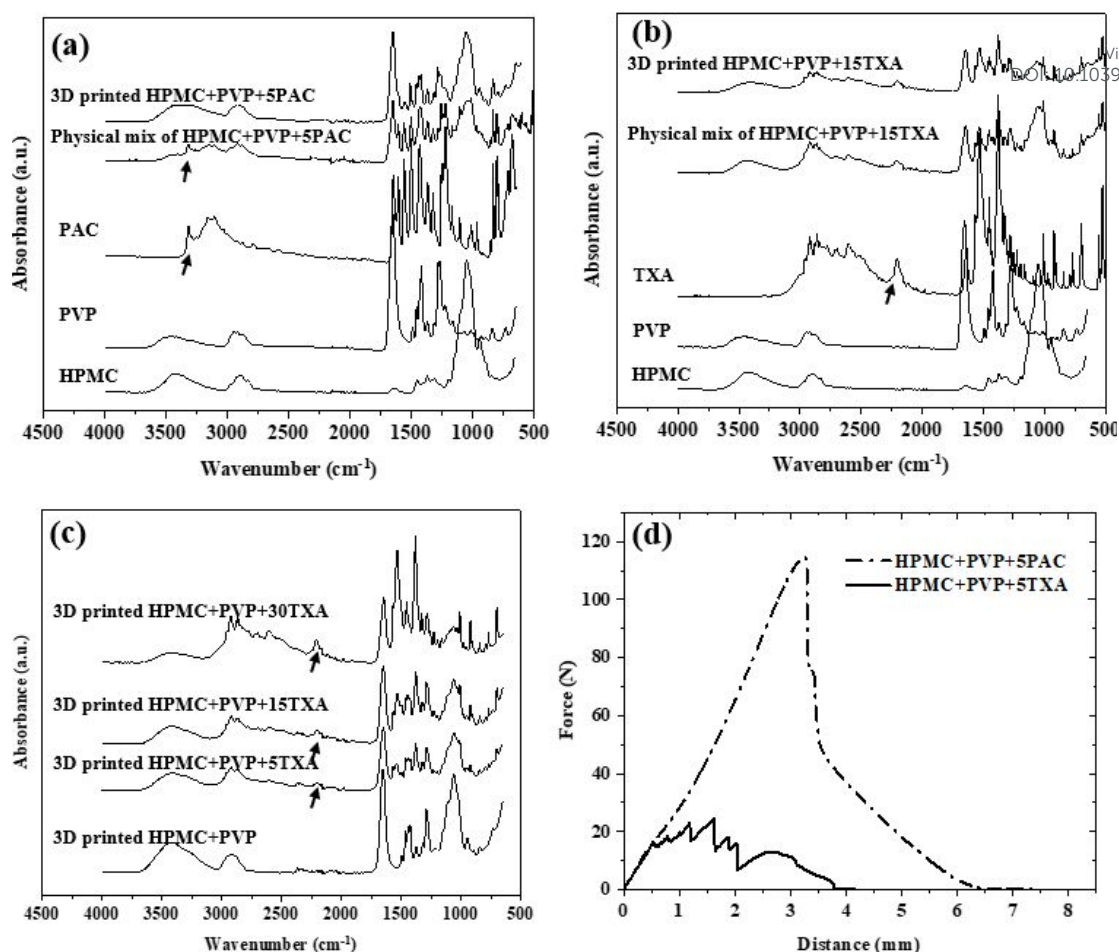 (a)
3D printed HPMC+PVP+5PAC
Physical mix of HPMC+PVP+5PAC
PAC
PVP
HPMC
Absorbance (a.u.)
4500 4000 3500 3000 2500 2000 1500 1000 500
Wavenumber (cm⁻¹)
(b)
Vi
DOI: 10.1039
3D printed HPMC+PVP+15TXA
Physical mix of HPMC+PVP+15TXA
TXA
PVP
HPMC
Absorbance (a.u.)
4500 4000 3500 3000 2500 2000 1500 1000 500
Wavenumber (cm⁻¹)
(c)
3D printed HPMC+PVP+30TXA
3D printed HPMC+PVP+15TXA
3D printed HPMC+PVP+5TXA
3D printed HPMC+PVP
Absorbance (a.u.)
4500 4000 3500 3000 2500 2000 1500 1000 500
Wavenumber (cm⁻¹)
(d)
HPMC+PVP+5PAC
HPMC+PVP+5TXA
Force (N)
120
100
80
60
40
20
0
0 1 2 3 4 5 6 7 8
Distance (mm)